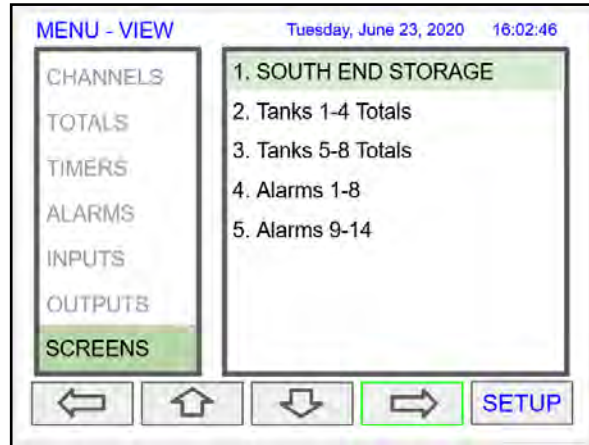 MENU - VIEW Tuesday, June 23, 2020 16:02:46
CHANNELS
TOTALS
TIMERS
ALARMS
INPUTS
OUTPUTS
SCREENS
1. SOUTH END STORAGE
2. Tanks 1-4 Totals
3. Tanks 5-8 Totals
4. Alarms 1-8
5. Alarms 9-14
SETUP